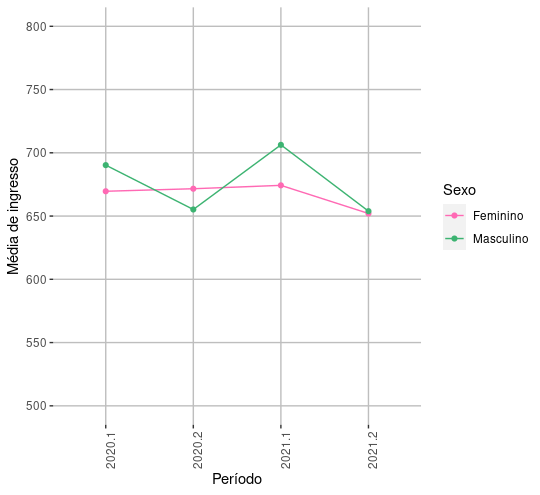 800
750
700
650
600
550
500
Média de ingresso
2020.1
2020.2
2021.1
2021.2
Período
Sexo
Feminino
Masculino